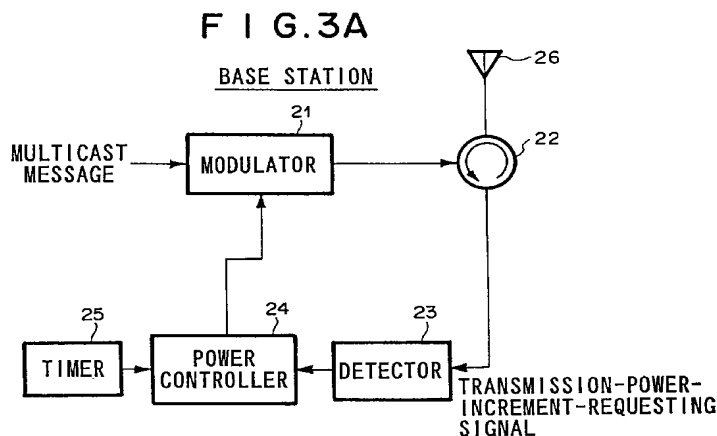 FIG.3A
BASE STATION
26
21
22
MULTICAST
MESSAGE
MODULATOR
25
24
23
TIMER
POWER
CONTROLLER
DETECTOR
TRANSMISSION-POWER-
INCREMENT-REQUESTING
SIGNAL